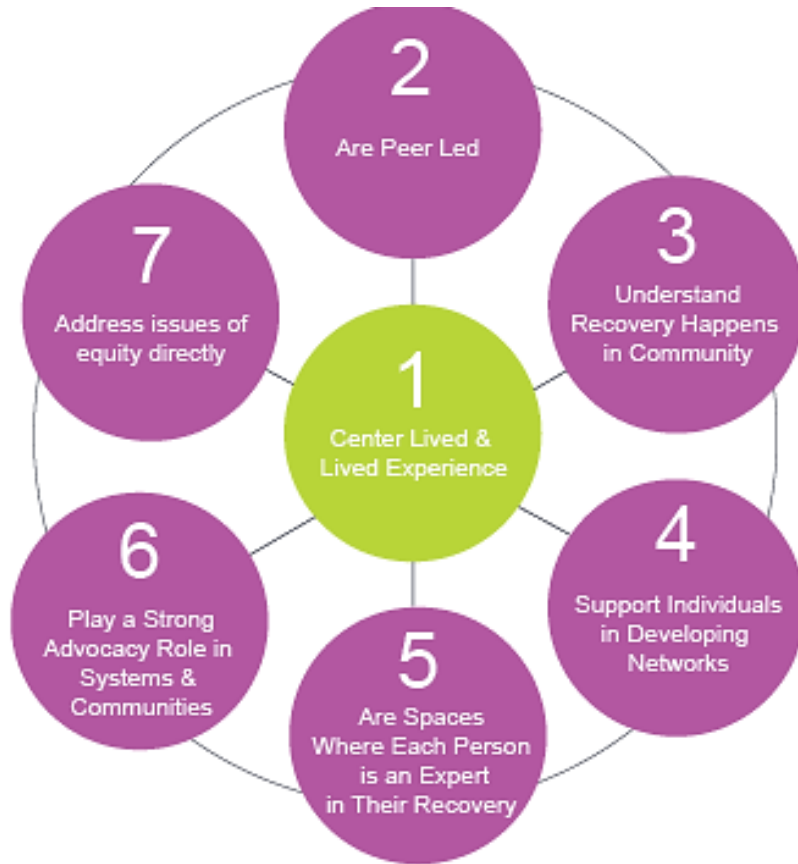 1
Center Lived &
Lived Experience
2
Are Peer Led
3
Understand
Recovery Happens
in Community
4
Support Individuals
in Developing
Networks
5
Are Spaces
Where Each Person
is an Expert
in Their Recovery
6
Play a Strong
Advocacy Role in
Systems &
Communities
7
Address issues of
equity directly